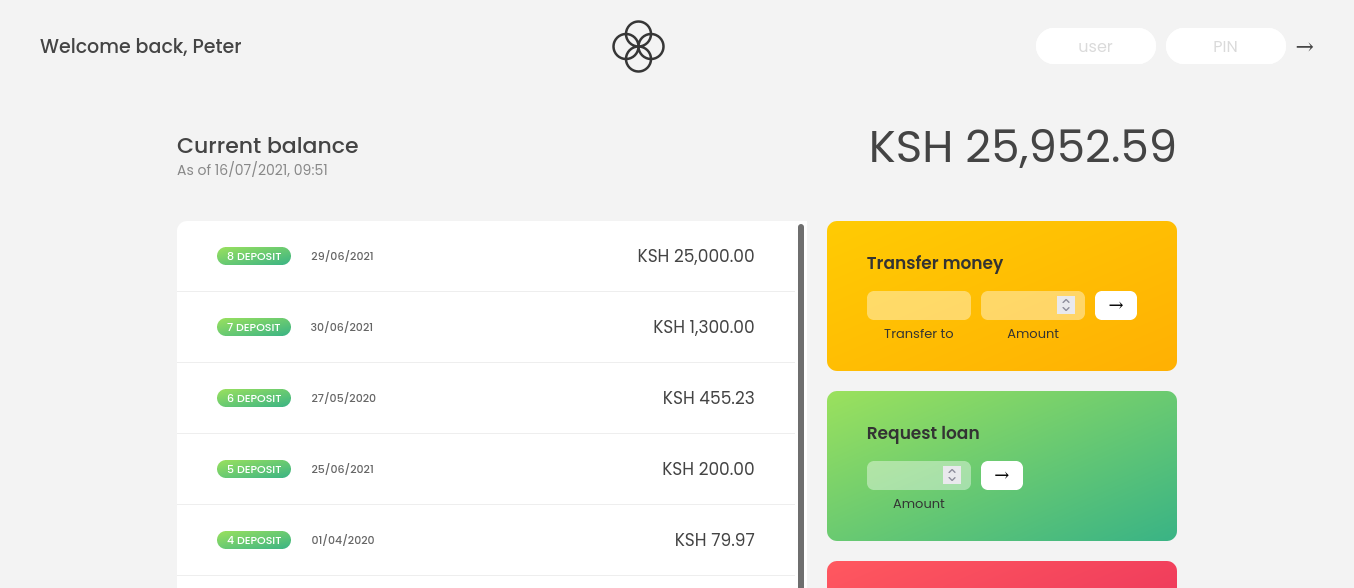 Welcome back, Peter
user
PIN
→
Current balance
As of 16/07/2021, 09:51
KSH 25,952.59
8 DEPOSIT 29/06/2021 KSH 25,000.00
7 DEPOSIT 30/06/2021 KSH 1,300.00
6 DEPOSIT 27/05/2020 KSH 455.23
5 DEPOSIT 25/06/2021 KSH 200.00
4 DEPOSIT 01/04/2020 KSH 79.97
Transfer money
→
Transfer to
Amount
Request loan
→
Amount